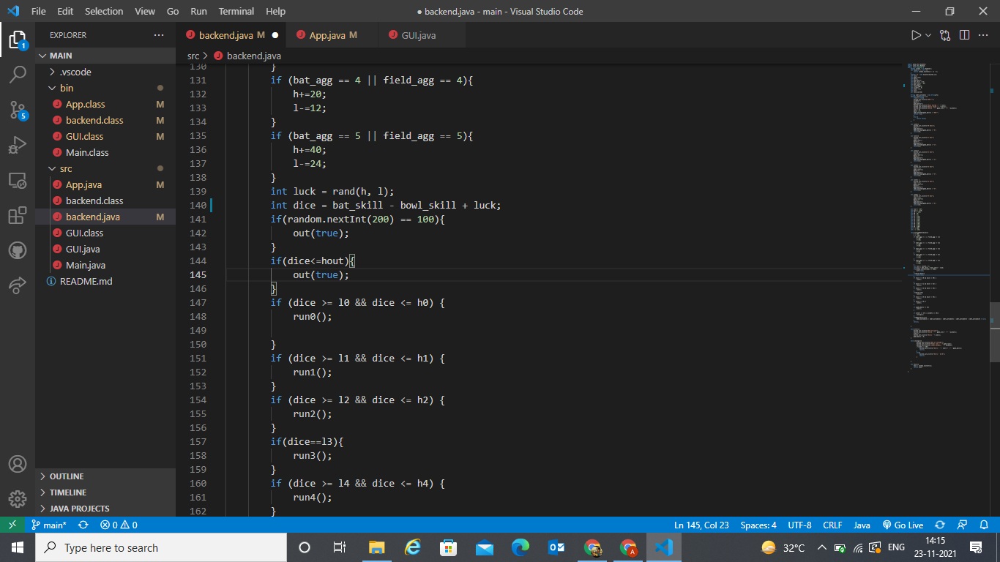 File Edit Selection View Go Run Terminal Help
● backend.java - main - Visual Studio Code
EXPLORER
MAIN
.vscode
bin
App.class M
backend.class M
GUI.class M
Main.class
src
App.java M
backend.class
backend.java M
GUI.class
GUI.java
Main.java
README.md
OUTLINE
TIMELINE
JAVA PROJECTS
1
5
backend.java M ● App.java M GUI.java
src > backend.java
130 }
131 if (bat_agg == 4 || field_agg == 4){
132 h+=20;
133 l-=12;
134 }
135 if (bat_agg == 5 || field_agg == 5){
136 h+=40;
137 l-=24;
138 }
139 int luck = rand(h, l);
140 int dice = bat_skill - bowl_skill + luck;
141 if(random.nextInt(200) == 100){
142 out(true);
143 }
144 if(dice<=hout){
145 out(true);
146 }
147 if (dice >= l0 && dice <= h0) {
148 run0();
149
150 }
151 if (dice >= l1 && dice <= h1) {
152 run1();
153 }
154 if (dice >= l2 && dice <= h2) {
155 run2();
156 }
157 if(dice==l3){
158 run3();
159 }
160 if (dice >= l4 && dice <= h4) {
161 run4();
162 }
main* 0 0 Ln 145, Col 23 Spaces: 4 UTF-8 CRLF Java Go Live
Type here to search
A
32°C ENG 14:15
23-11-2021